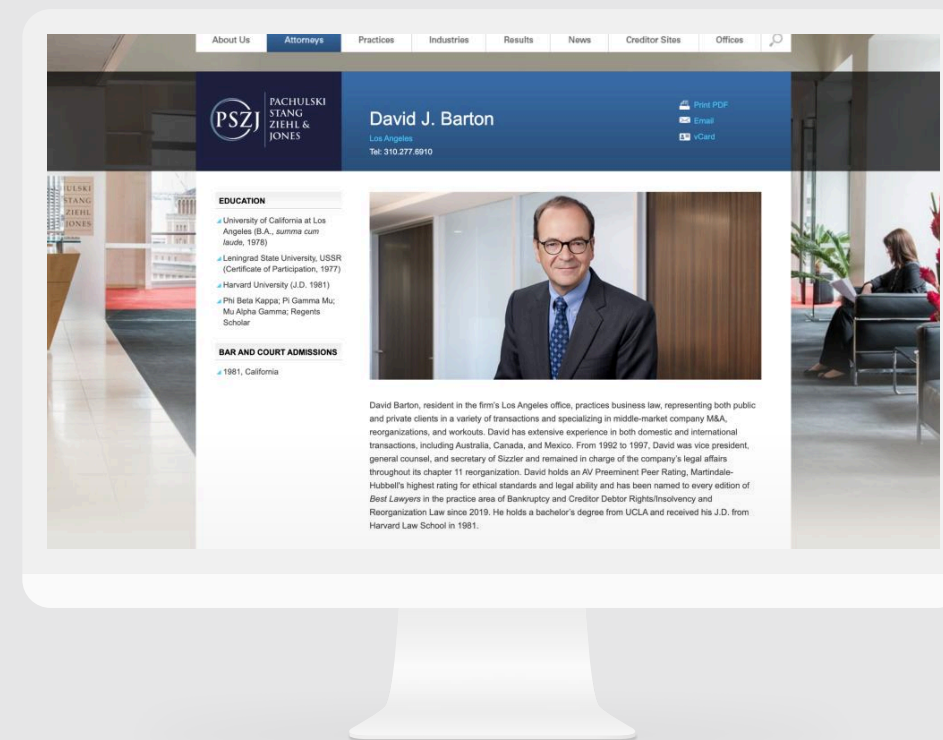 About Us Attorneys Practices Industries Results News Creditor Sites Offices
PSZJ
PACHULSKI
STANG
ZIEHL &
JONES
David J. Barton
Los Angeles
Tel: 310.277.6910
Print PDF
Email
vCard
ULSKI
STANG
ZIEHL
JONES
EDUCATION
University of California at Los
Angeles (B.A., summa cum
laude, 1978)
Leningrad State University, USSR
(Certificate of Participation, 1977)
Harvard University (J.D. 1981)
Phi Beta Kappa; Pi Gamma Mu;
Mu Alpha Gamma; Regents
Scholar
BAR AND COURT ADMISSIONS
1981, California
David Barton, resident in the firm's Los Angeles office, practices business law, representing both public
and private clients in a variety of transactions and specializing in middle-market company M&A,
reorganizations, and workouts. David has extensive experience in both domestic and international
transactions, including Australia, Canada, and Mexico. From 1992 to 1997, David was vice president,
general counsel, and secretary of Sizzler and remained in charge of the company's legal affairs
throughout its chapter 11 reorganization. David holds an AV Preeminent Peer Rating, Martindale-
Hubbell's highest rating for ethical standards and legal ability and has been named to every edition of
Best Lawyers in the practice area of Bankruptcy and Creditor Debtor Rights/Insolvency and
Reorganization Law since 2019. He holds a bachelor's degree from UCLA and received his J.D. from
Harvard Law School in 1981.